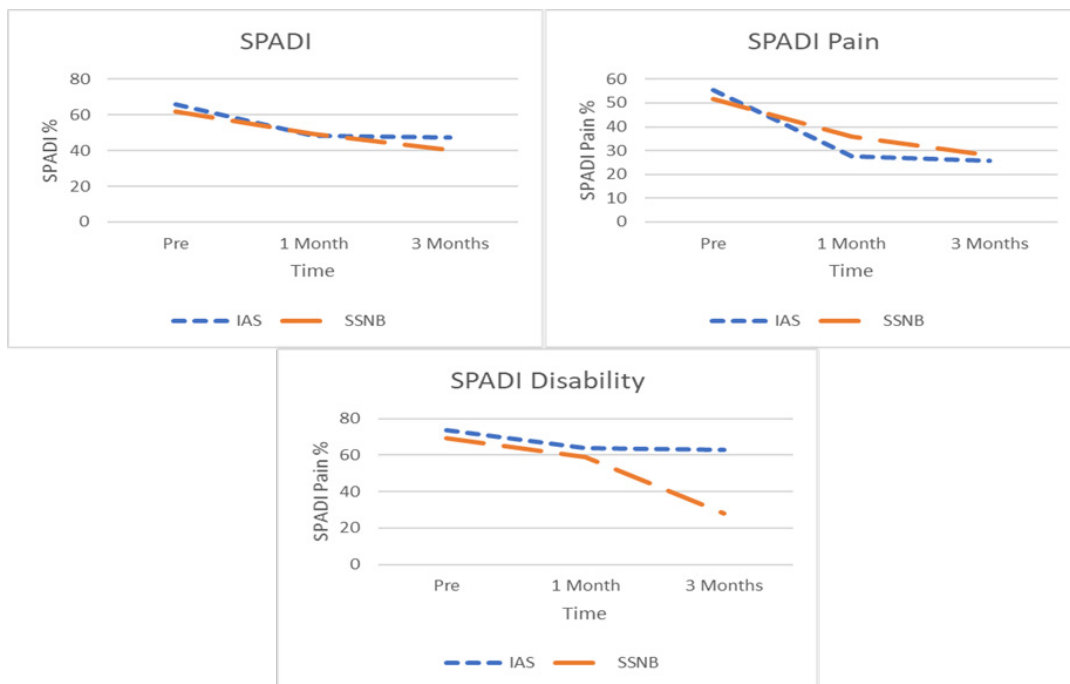 SPADI
80
60
40
20
0
SPADI %
Pre 1 Month 3 Months
Time
IAS SSNB
SPADI Pain
60
50
40
30
20
10
0
SPADI Pain %
Pre 1 Month 3 Months
Time
IAS SSNB
SPADI Disability
80
60
40
20
0
SPADI Pain %
Pre 1 Month 3 Months
Time
IAS SSNB